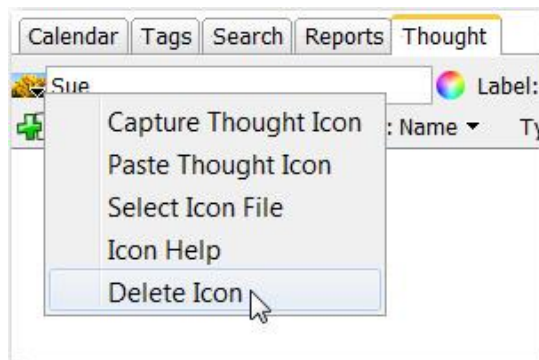 Calendar Tags Search Reports Thought
Sue Label:
Capture Thought Icon
: Name Ty
Paste Thought Icon
Select Icon File
Icon Help
Delete Icon